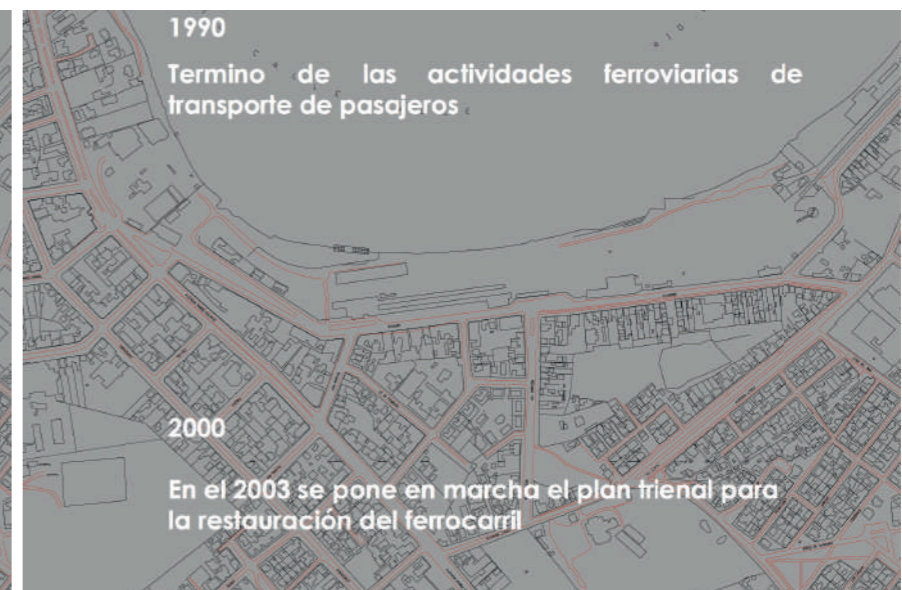 1990
Termino de las actividades ferroviarias de
transporte de pasajeros
2000
En el 2003 se pone en marcha el plan trienal para
la restauración del ferrocarril